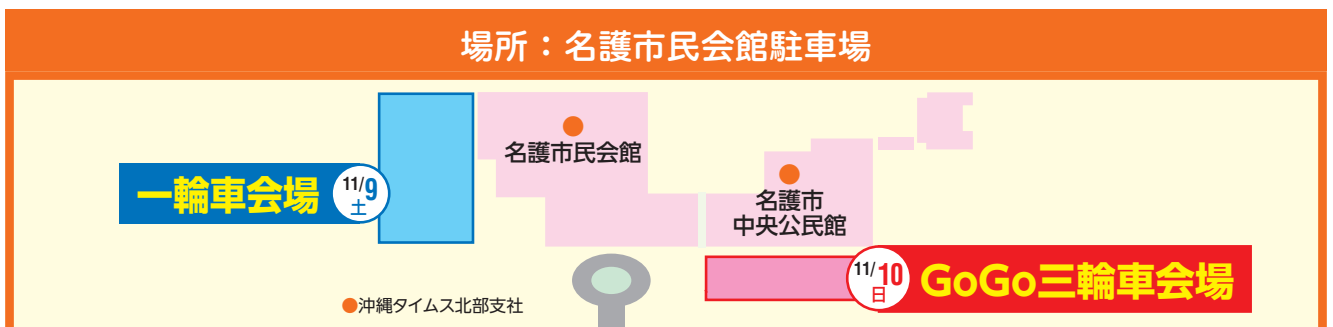 場所：名護市民会館駐車場
名護市民会館
一輪車会場
11/9
土
名護市
中央公民館
11/10
日
GoGo三輪車会場
沖縄タイムス北部支社